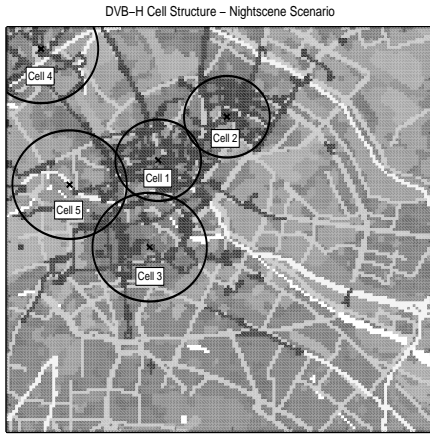 DVB–H Cell Structure – Nightscene Scenario
Cell 4
Cell 2
Cell 1
Cell 5
Cell 3